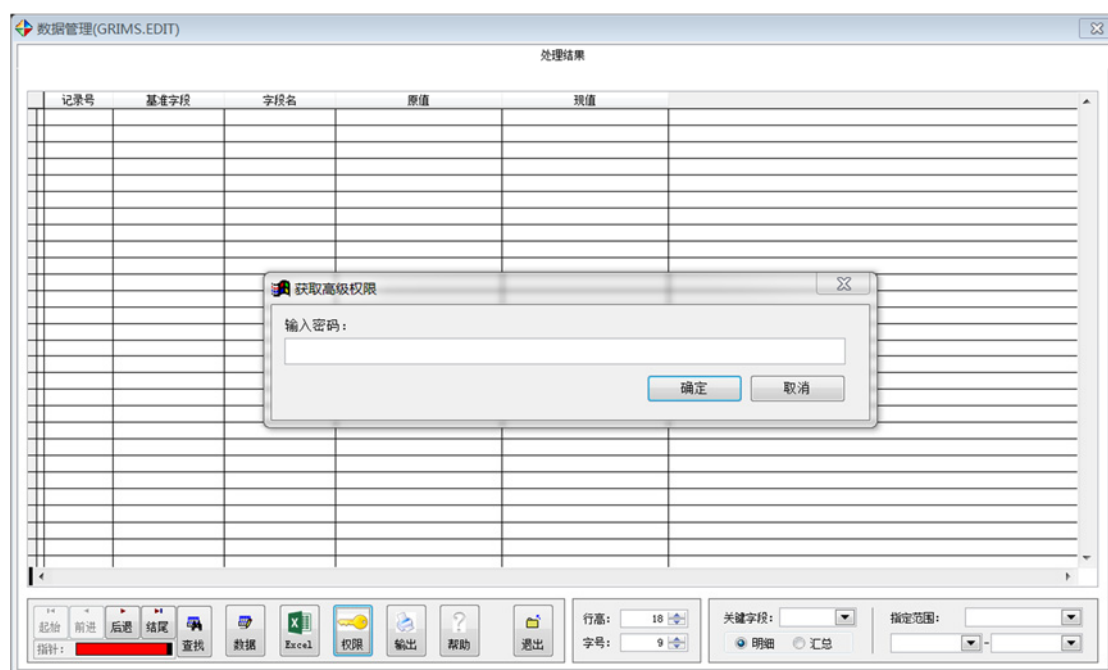 数据管理(GRIMS.EDIT)
处理结果
记录号 基准字段 字段名 原值 现值
获取高级权限
输入密码:
确定 取消
起始 前进 后退 结尾 查找 数据 Excel 权限 输出 帮助 退出
指针:
行高: 18
字号: 9
关键字段:
明细 汇总
指定范围:
-